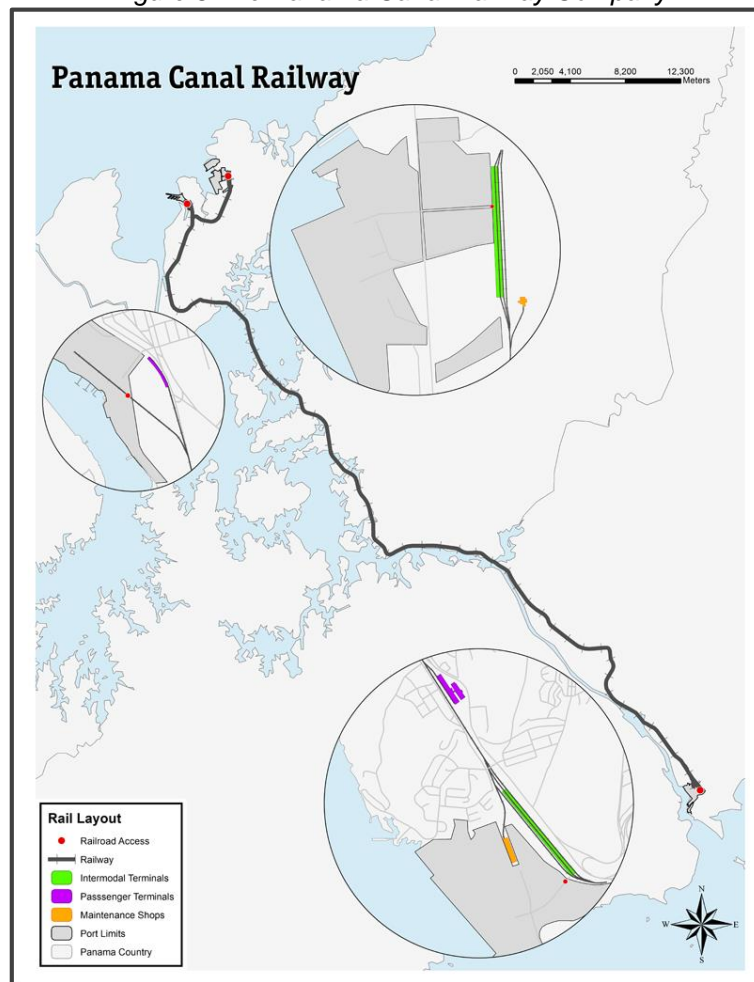 Panama Canal Railway
0 2,050 4,100 8,200 12,300
Meters
Rail Layout
Railroad Access
Railway
Intermodal Terminals
Passsenger Terminals
Maintenance Shops
Port Limits
Panama Country
N
W E
S